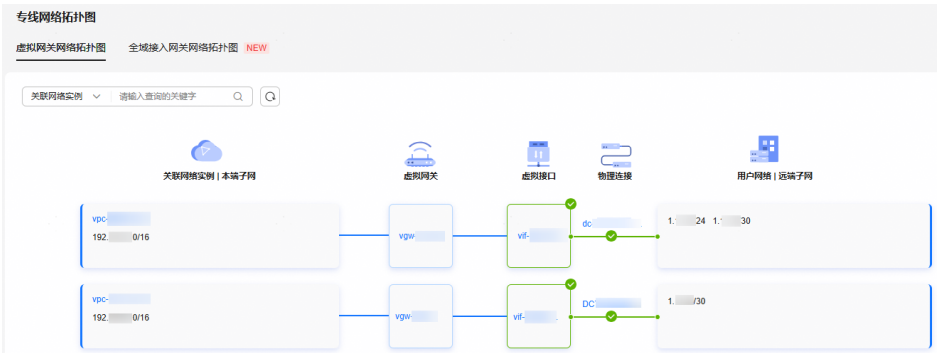 专线网络拓扑图
虚拟网关网络拓扑图 全域接入网关网络拓扑图 NEW
关联网络实例 请输入查询的关键字
关联网络实例 | 本端子网 虚拟网关 虚拟接口 物理连接 用户网络 | 远端子网
vpc- dc 1. 24 1. 30
192. 0/16 vgw- vif-
vpc- DC 1. /30
192. 0/16 vgw- vif-